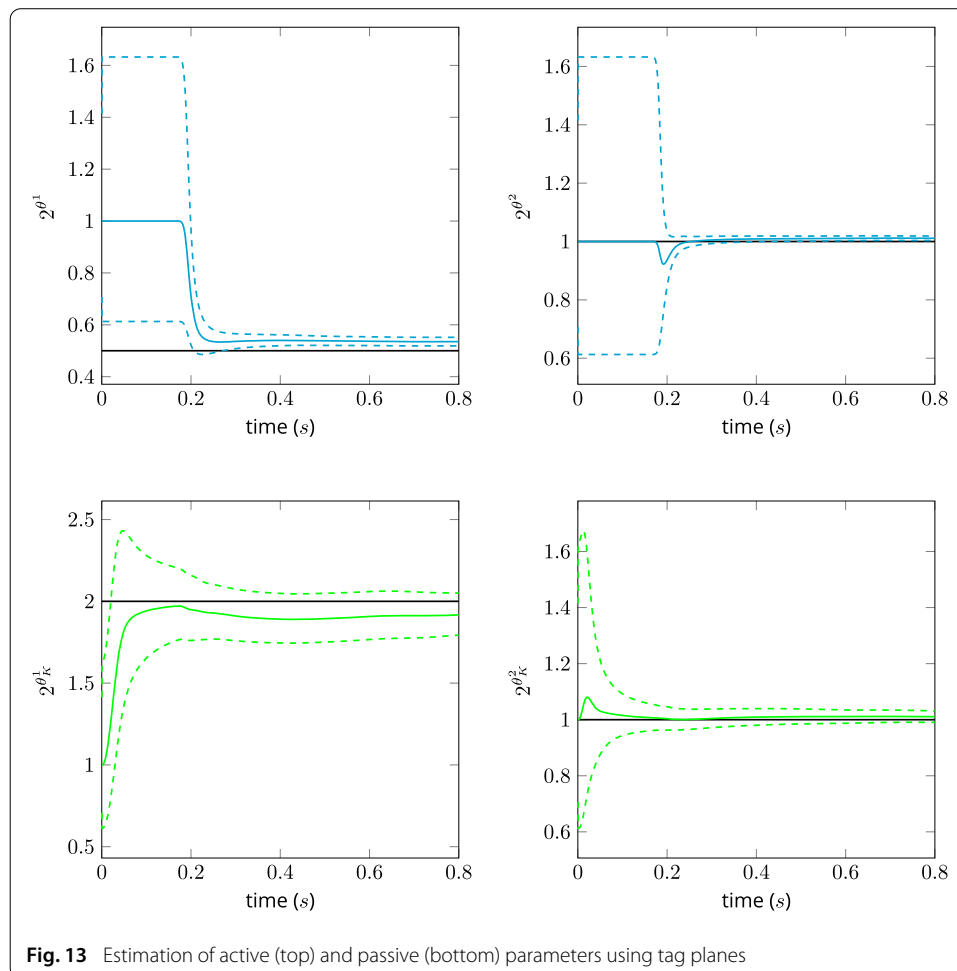 1.6
1.4
1.2
1
0.8
0.6
0.4
2^{θ^1}
0 0.2 0.4 0.6 0.8
time (s)
1.6
1.4
1.2
1
0.8
0.6
2^{θ^2}
0 0.2 0.4 0.6 0.8
time (s)
2.5
2
1.5
1
0.5
2^{θ_K^1}
0 0.2 0.4 0.6 0.8
time (s)
1.6
1.4
1.2
1
0.8
0.6
2^{θ_K^2}
0 0.2 0.4 0.6 0.8
time (s)
Fig. 13 Estimation of active (top) and passive (bottom) parameters using tag planes